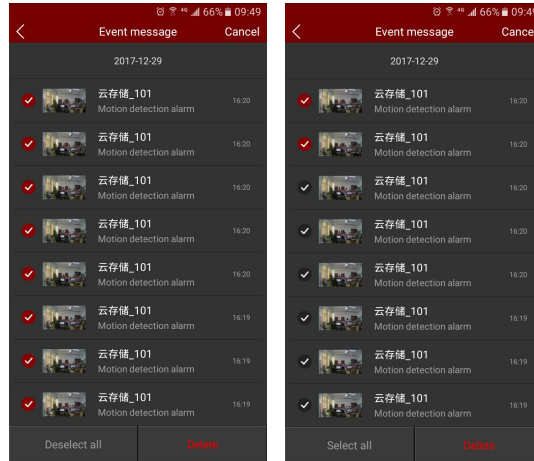 4G 66% 09:49
Event message Cancel
2017-12-29
云存储_101
Motion detection alarm
16:20
云存储_101
Motion detection alarm
16:20
云存储_101
Motion detection alarm
16:20
云存储_101
Motion detection alarm
16:20
云存储_101
Motion detection alarm
16:20
云存储_101
Motion detection alarm
16:19
云存储_101
Motion detection alarm
16:19
云存储_101
Motion detection alarm
16:19
Deselect all Delete
4G 66% 09:49
Event message Cance
2017-12-29
云存储_101
Motion detection alarm
16:20
云存储_101
Motion detection alarm
16:20
云存储_101
Motion detection alarm
16:20
云存储_101
Motion detection alarm
16:20
云存储_101
Motion detection alarm
16:20
云存储_101
Motion detection alarm
16:19
云存储_101
Motion detection alarm
16:19
云存储_101
Motion detection alarm
16:19
Select all Delete